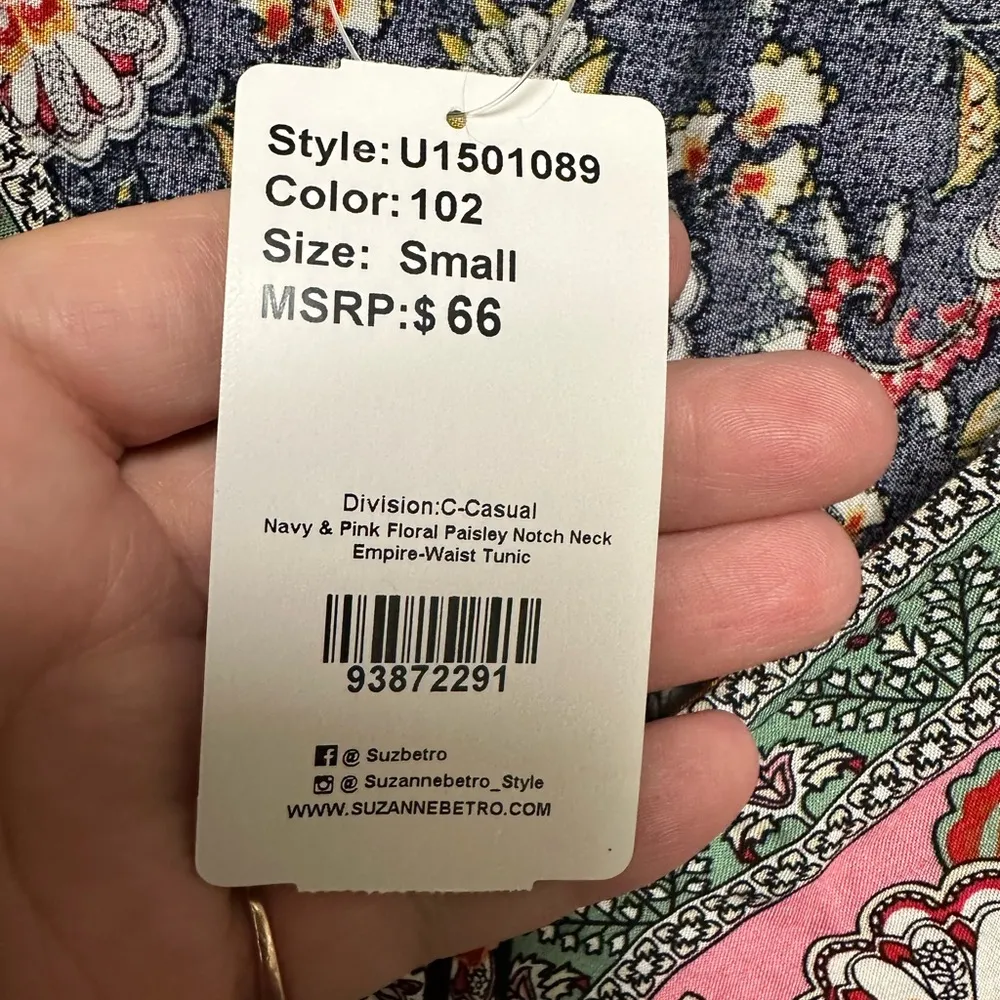 Style: U1501089
Color: 102
Size: Small
MSRP:$ 66
Division:C-Casual
Navy & Pink Floral Paisley Notch Neck
Empire-Waist Tunic
93872291
@ Suzbetro
@ Suzannebetro_Style
WWW.SUZANNEBETRO.COM